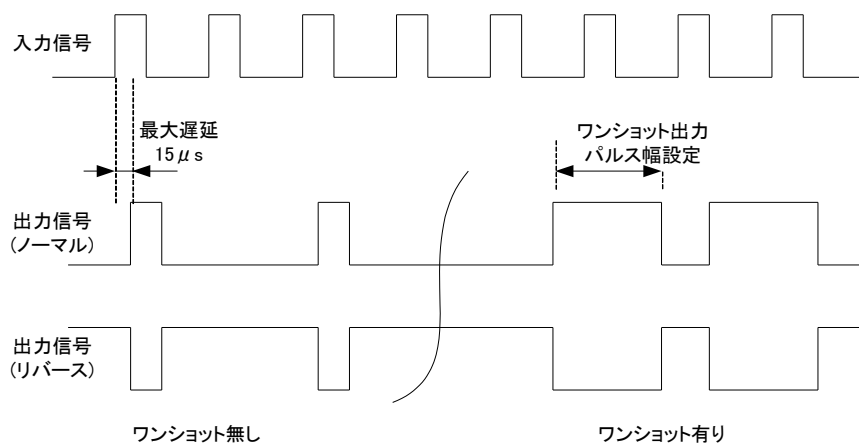 入力信号
最大遅延
15μs
ワンショット出力
パルス幅設定
出力信号
(ノーマル)
出力信号
(リバース)
ワンショット無し
ワンショット有り